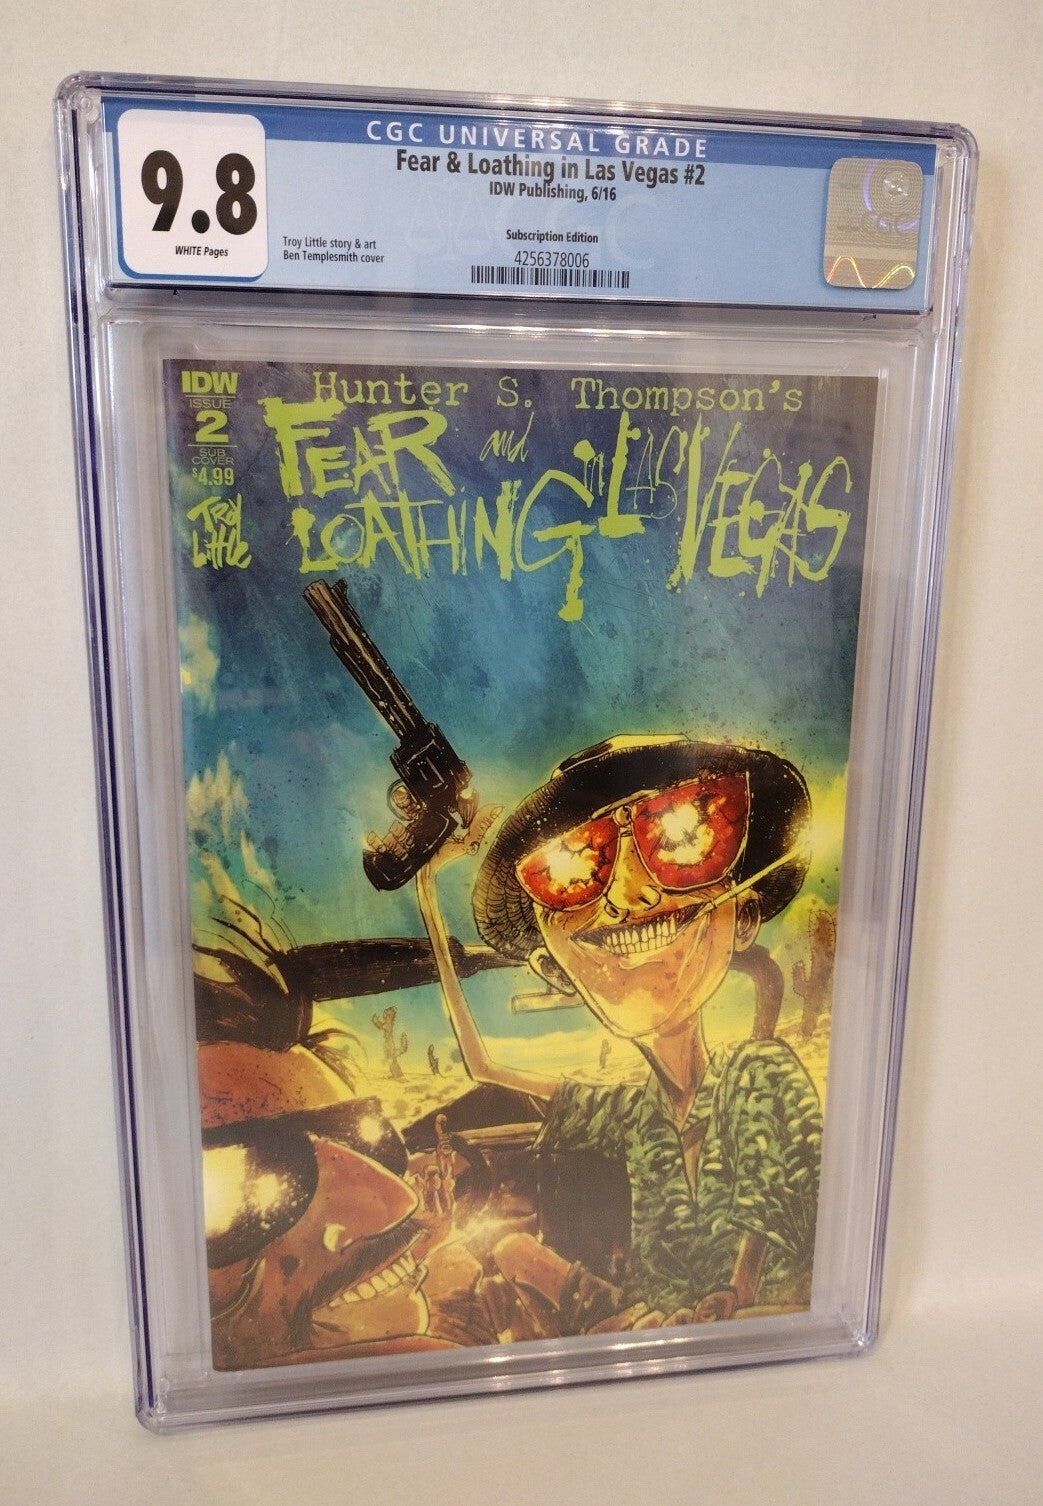 CGC UNIVERSAL GRADE
9.8
WHITE Pages
Fear & Loathing in Las Vegas #2
IDW Publishing, 6/16
Troy Little story & art
Ben Templesmith cover
Subscription Edition
4256378006
CGC
IDW
ISSUE
2
SUB
COVER
$4.99
TROY
LITTLE
Hunter S. Thompson's
FEAR and
LOATHING in LAS VEGAS